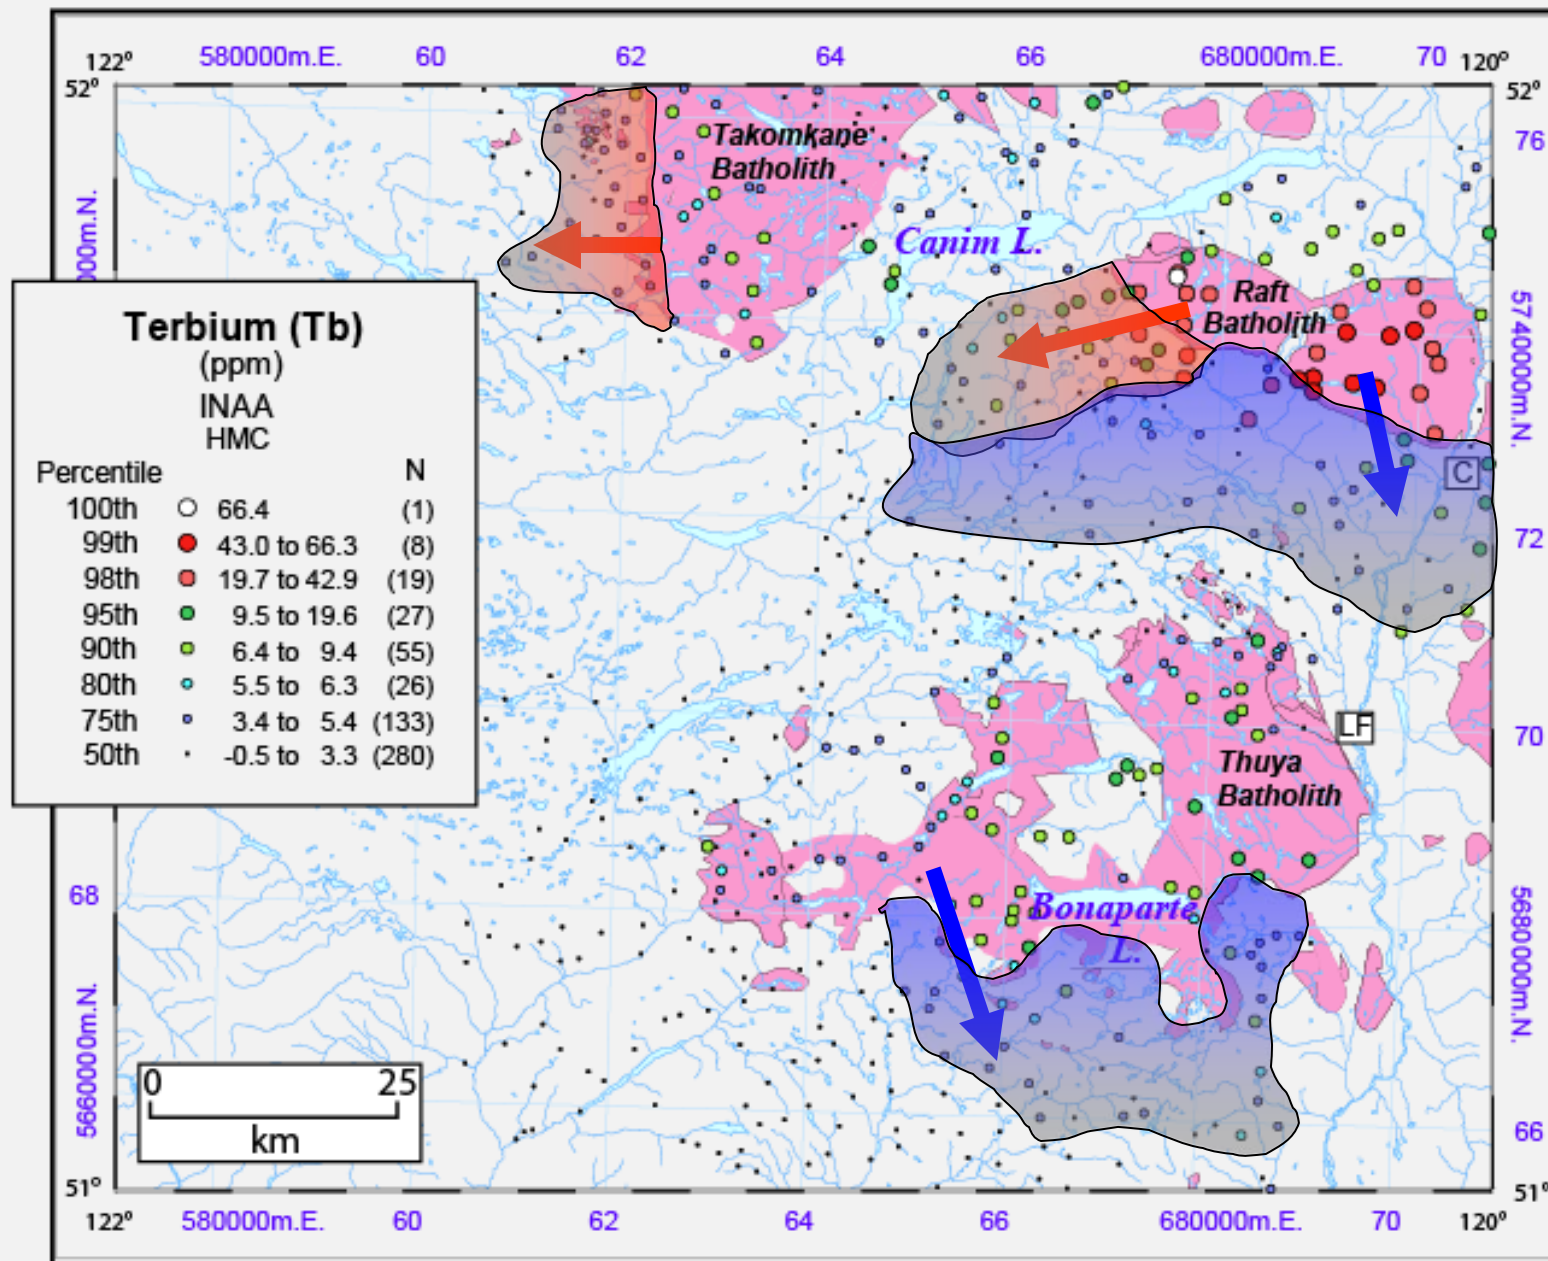 122° 580000m.E. 60 62 64 66 680000m.E. 70 120°
52° 52°
76
Takomkane
Batholith
Canim L.
Raft
Batholith
5740000m.N.
C
Terbium (Tb)
(ppm)
INAA
HMC
Percentile N
100th 66.4 (1)
99th 43.0 to 66.3 (8)
98th 19.7 to 42.9 (19)
95th 9.5 to 19.6 (27)
90th 6.4 to 9.4 (55)
80th 5.5 to 6.3 (26)
75th 3.4 to 5.4 (133)
50th -0.5 to 3.3 (280)
000m.N.
72
LF
70
Thuya
Batholith
68
Bonaparte
L.
5680000m.N.
5660000m.N.
0 25
km
66
51° 51°
122° 580000m.E. 60 62 64 66 680000m.E. 70 120°